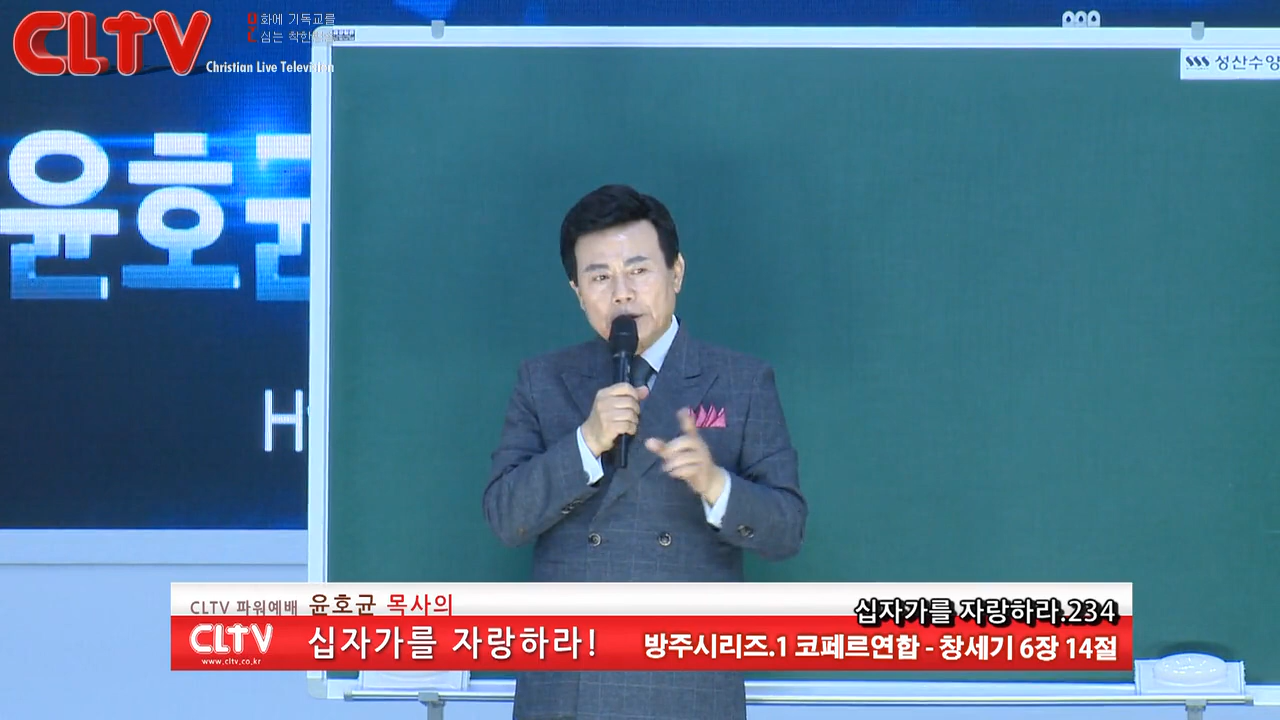 CLTV
문화에 기독교를
심는 착한
Christian Live Television
성산수양
윤호균
H
CLTV 파워예배 윤호균 목사의
십자가를 자랑하라.234
CLTV
www.cltv.co.kr
십자가를 자랑하라!
방주시리즈.1 코페르연합 - 창세기 6장 14절